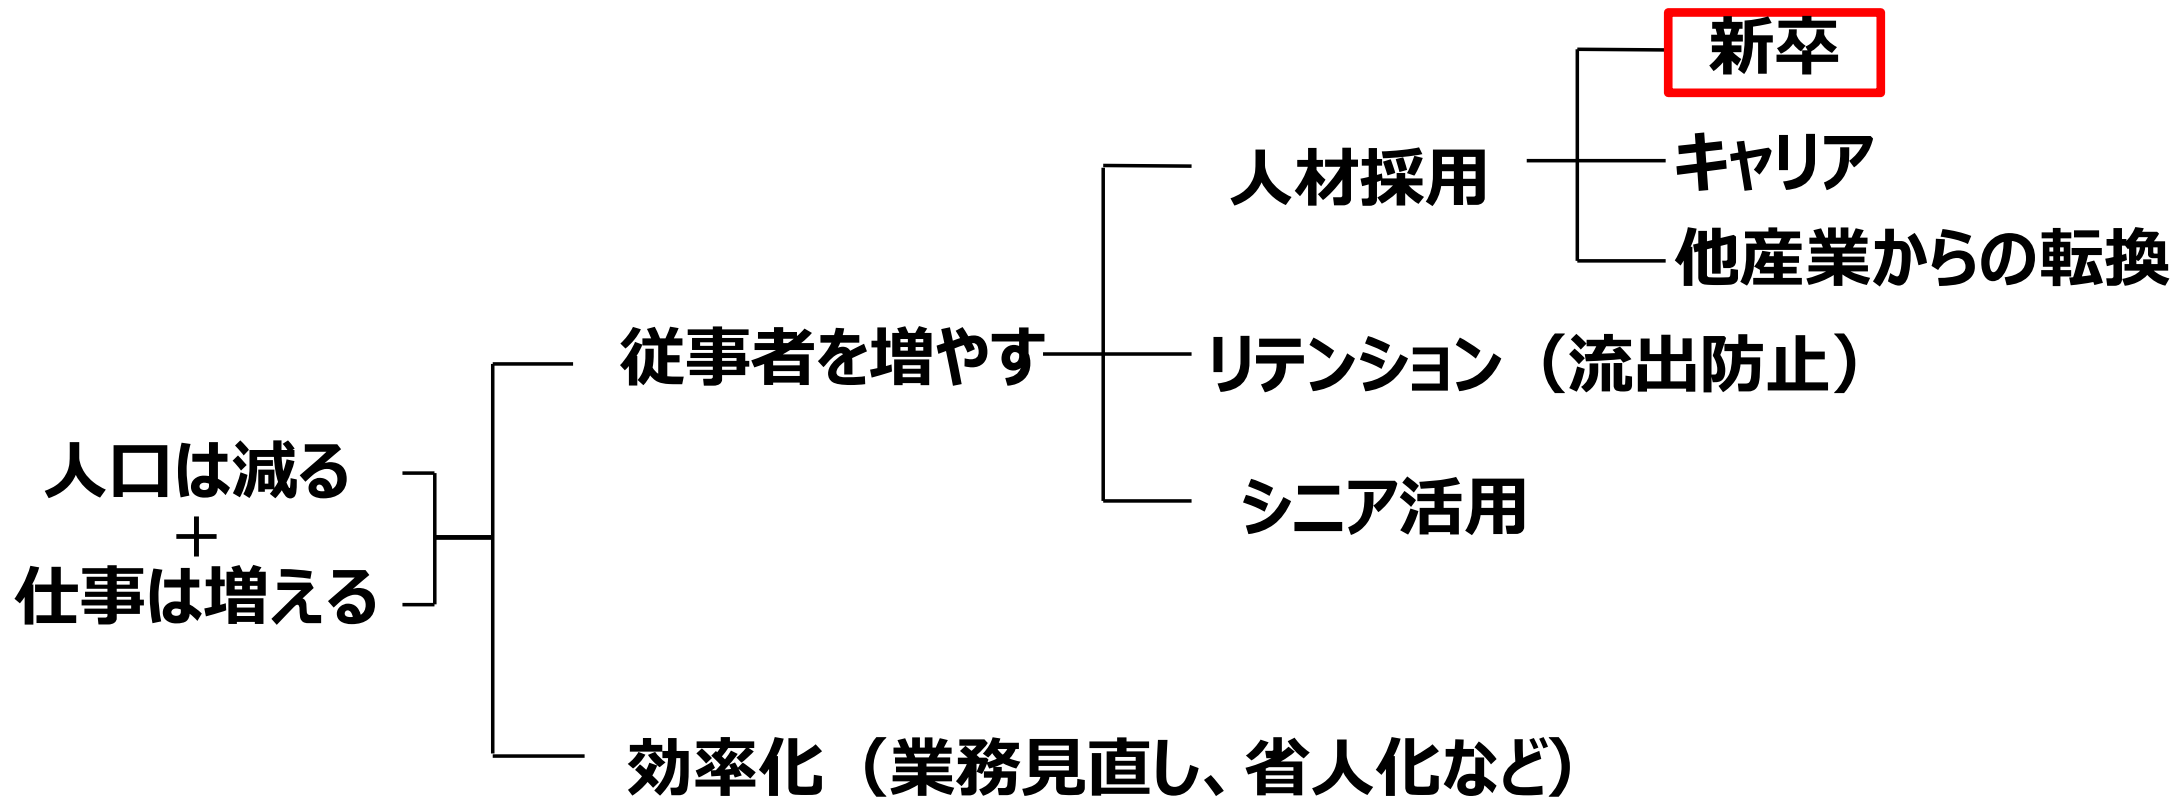 新卒
人材採用
キャリア
他産業からの転換
従事者を増やす
リテンション（流出防止）
人口は減る
＋
仕事は増える
シニア活用
効率化（業務見直し、省人化など）